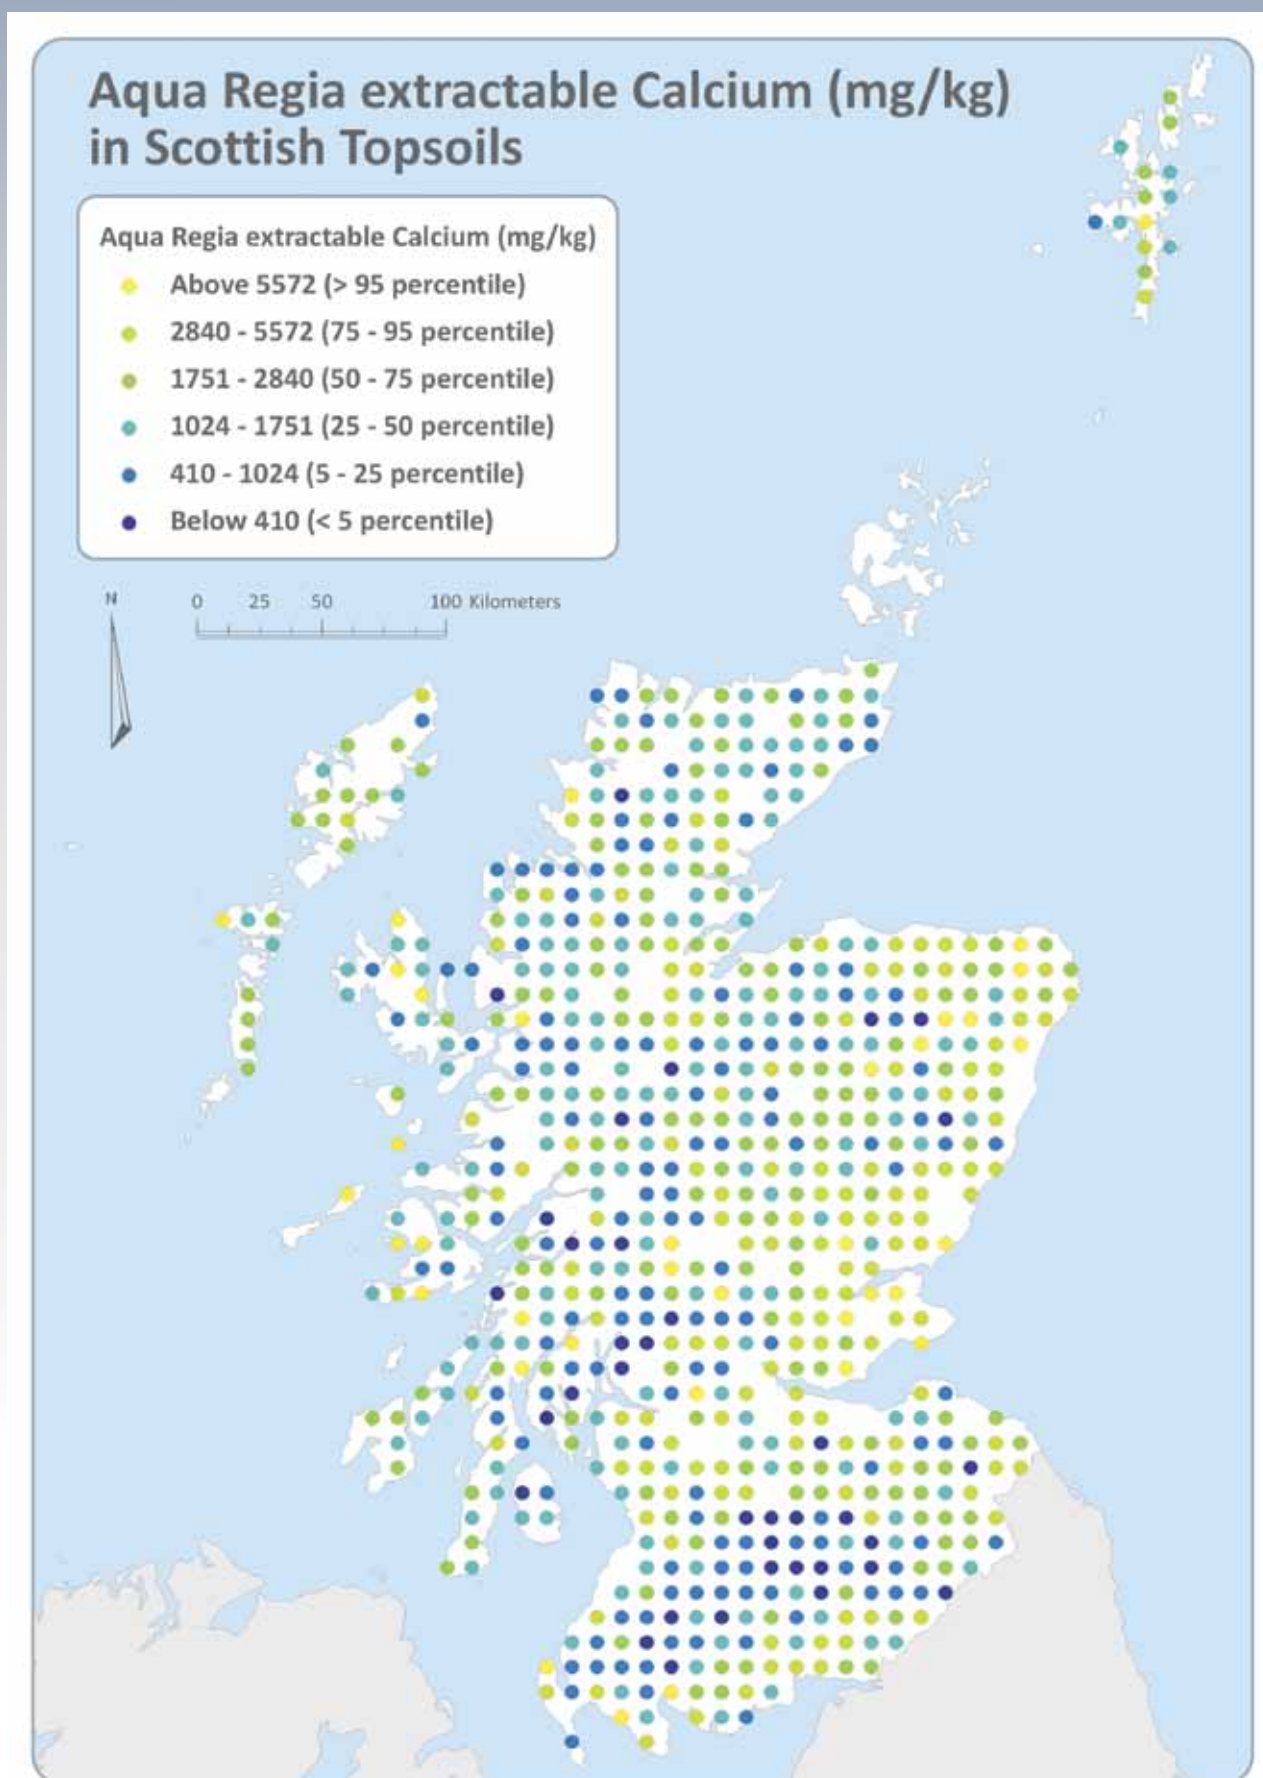 Aqua Regia extractable Calcium (mg/kg)
in Scottish Topsoils
Aqua Regia extractable Calcium (mg/kg)
Above 5572 (> 95 percentile)
2840 - 5572 (75 - 95 percentile)
1751 - 2840 (50 - 75 percentile)
1024 - 1751 (25 - 50 percentile)
410 - 1024 (5 - 25 percentile)
Below 410 (< 5 percentile)
N
0 25 50 100 Kilometers